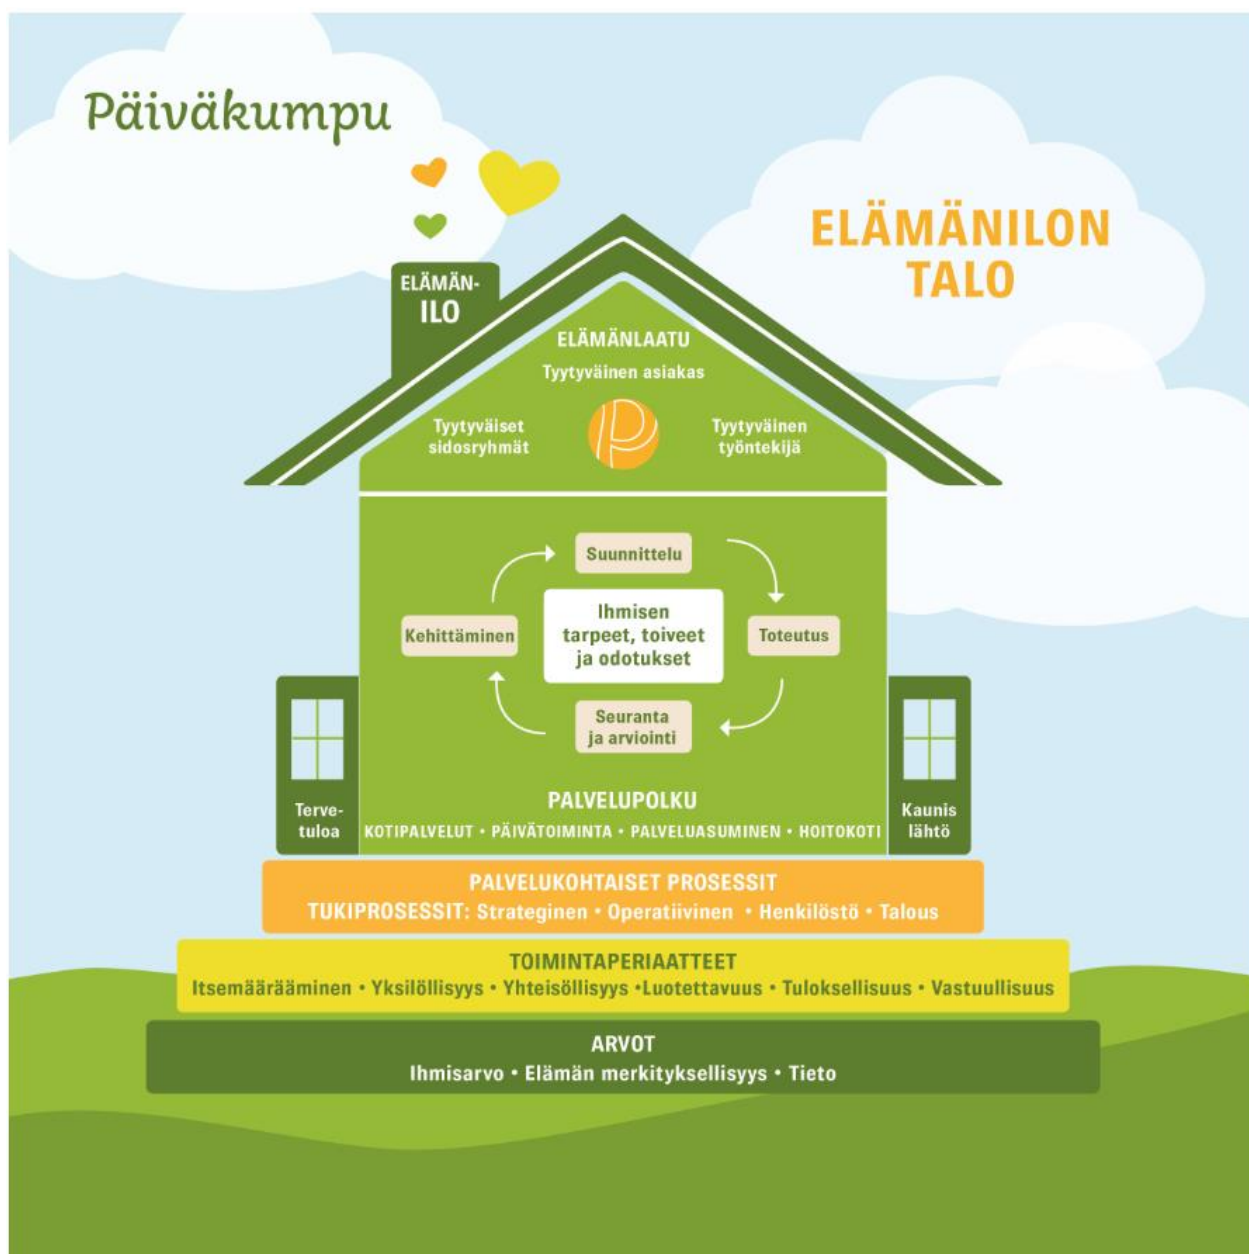 Päiväkumpu
ELÄMÄNILON
TALO
ELÄMÄN-
ILO
ELÄMÄNLAATU
Tyytyväinen asiakas
Tyytyväiset
sidosryhmät
P
Tyytyväinen
työntekijä
Suunnittelu
Kehittäminen
Ihmisen
tarpeet, toiveet
ja odotukset
Toteutus
Seuranta
ja arviointi
Terve-
tuloa
PALVELUPOLKU
KOTIPALVELUT • PÄIVÄTOIMINTA • PALVELUASUMINEN • HOITOKOTI
Kaunis
lähtö
PALVELUKOHTAISET PROSESSIT
TUKIPROSESSIT: Strateginen • Operatiivinen • Henkilöstö • Talous
TOIMINTAPERIAATTEET
Itsemäärääminen • Yksilöllisyys • Yhteisöllisyys •Luotettavuus • Tuloksellisuus • Vastuullisuus
ARVOT
Ihmisarvo • Elämän merkityksellisyys • Tieto